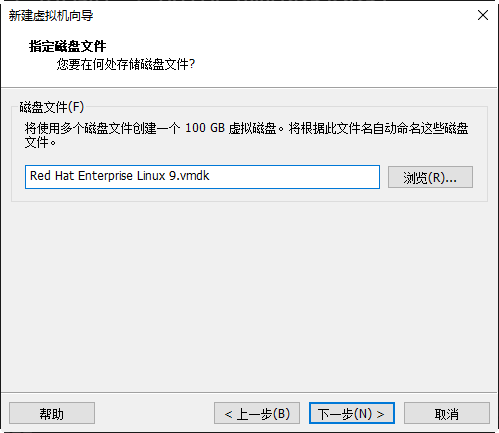 新建虚拟机向导
指定磁盘文件
您要在何处存储磁盘文件?
磁盘文件(F)
将使用多个磁盘文件创建一个 100 GB 虚拟磁盘。将根据此文件名自动命名这些磁盘
文件。
Red Hat Enterprise Linux 9.vmdk
浏览(R)...
帮助
< 上一步(B)
下一步(N) >
取消